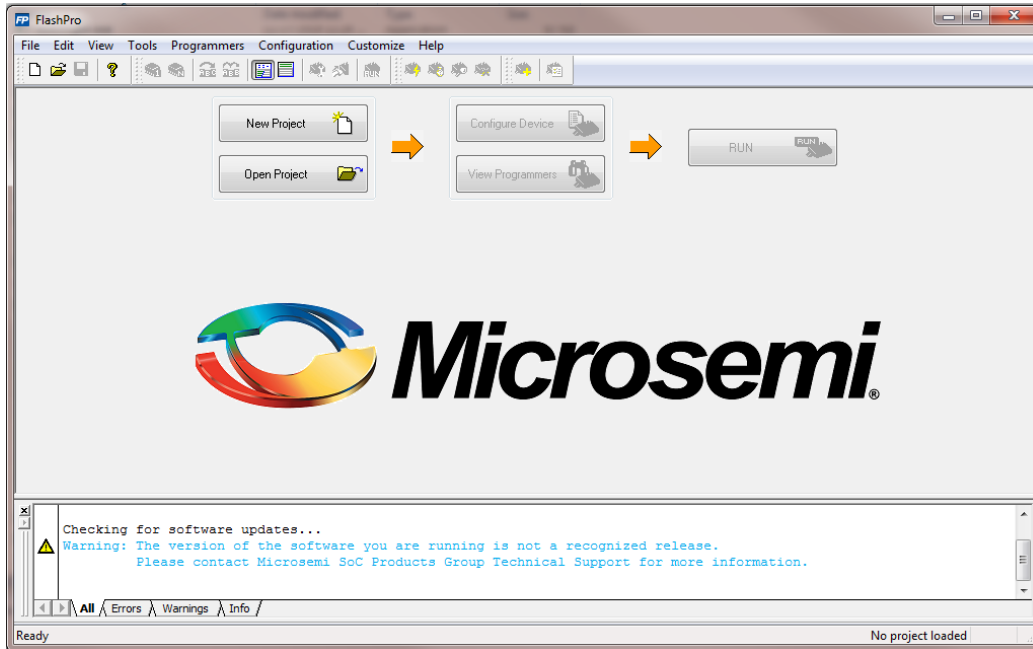 FlashPro
File Edit View Tools Programmers Configuration Customize Help
RUN
New Project
Configure Device
RUN
RUN
Open Project
View Programmers
Microsemi®
Checking for software updates...
Warning: The version of the software you are running is not a recognized release.
Please contact Microsemi SoC Products Group Technical Support for more information.
All Errors Warnings Info
Ready
No project loaded